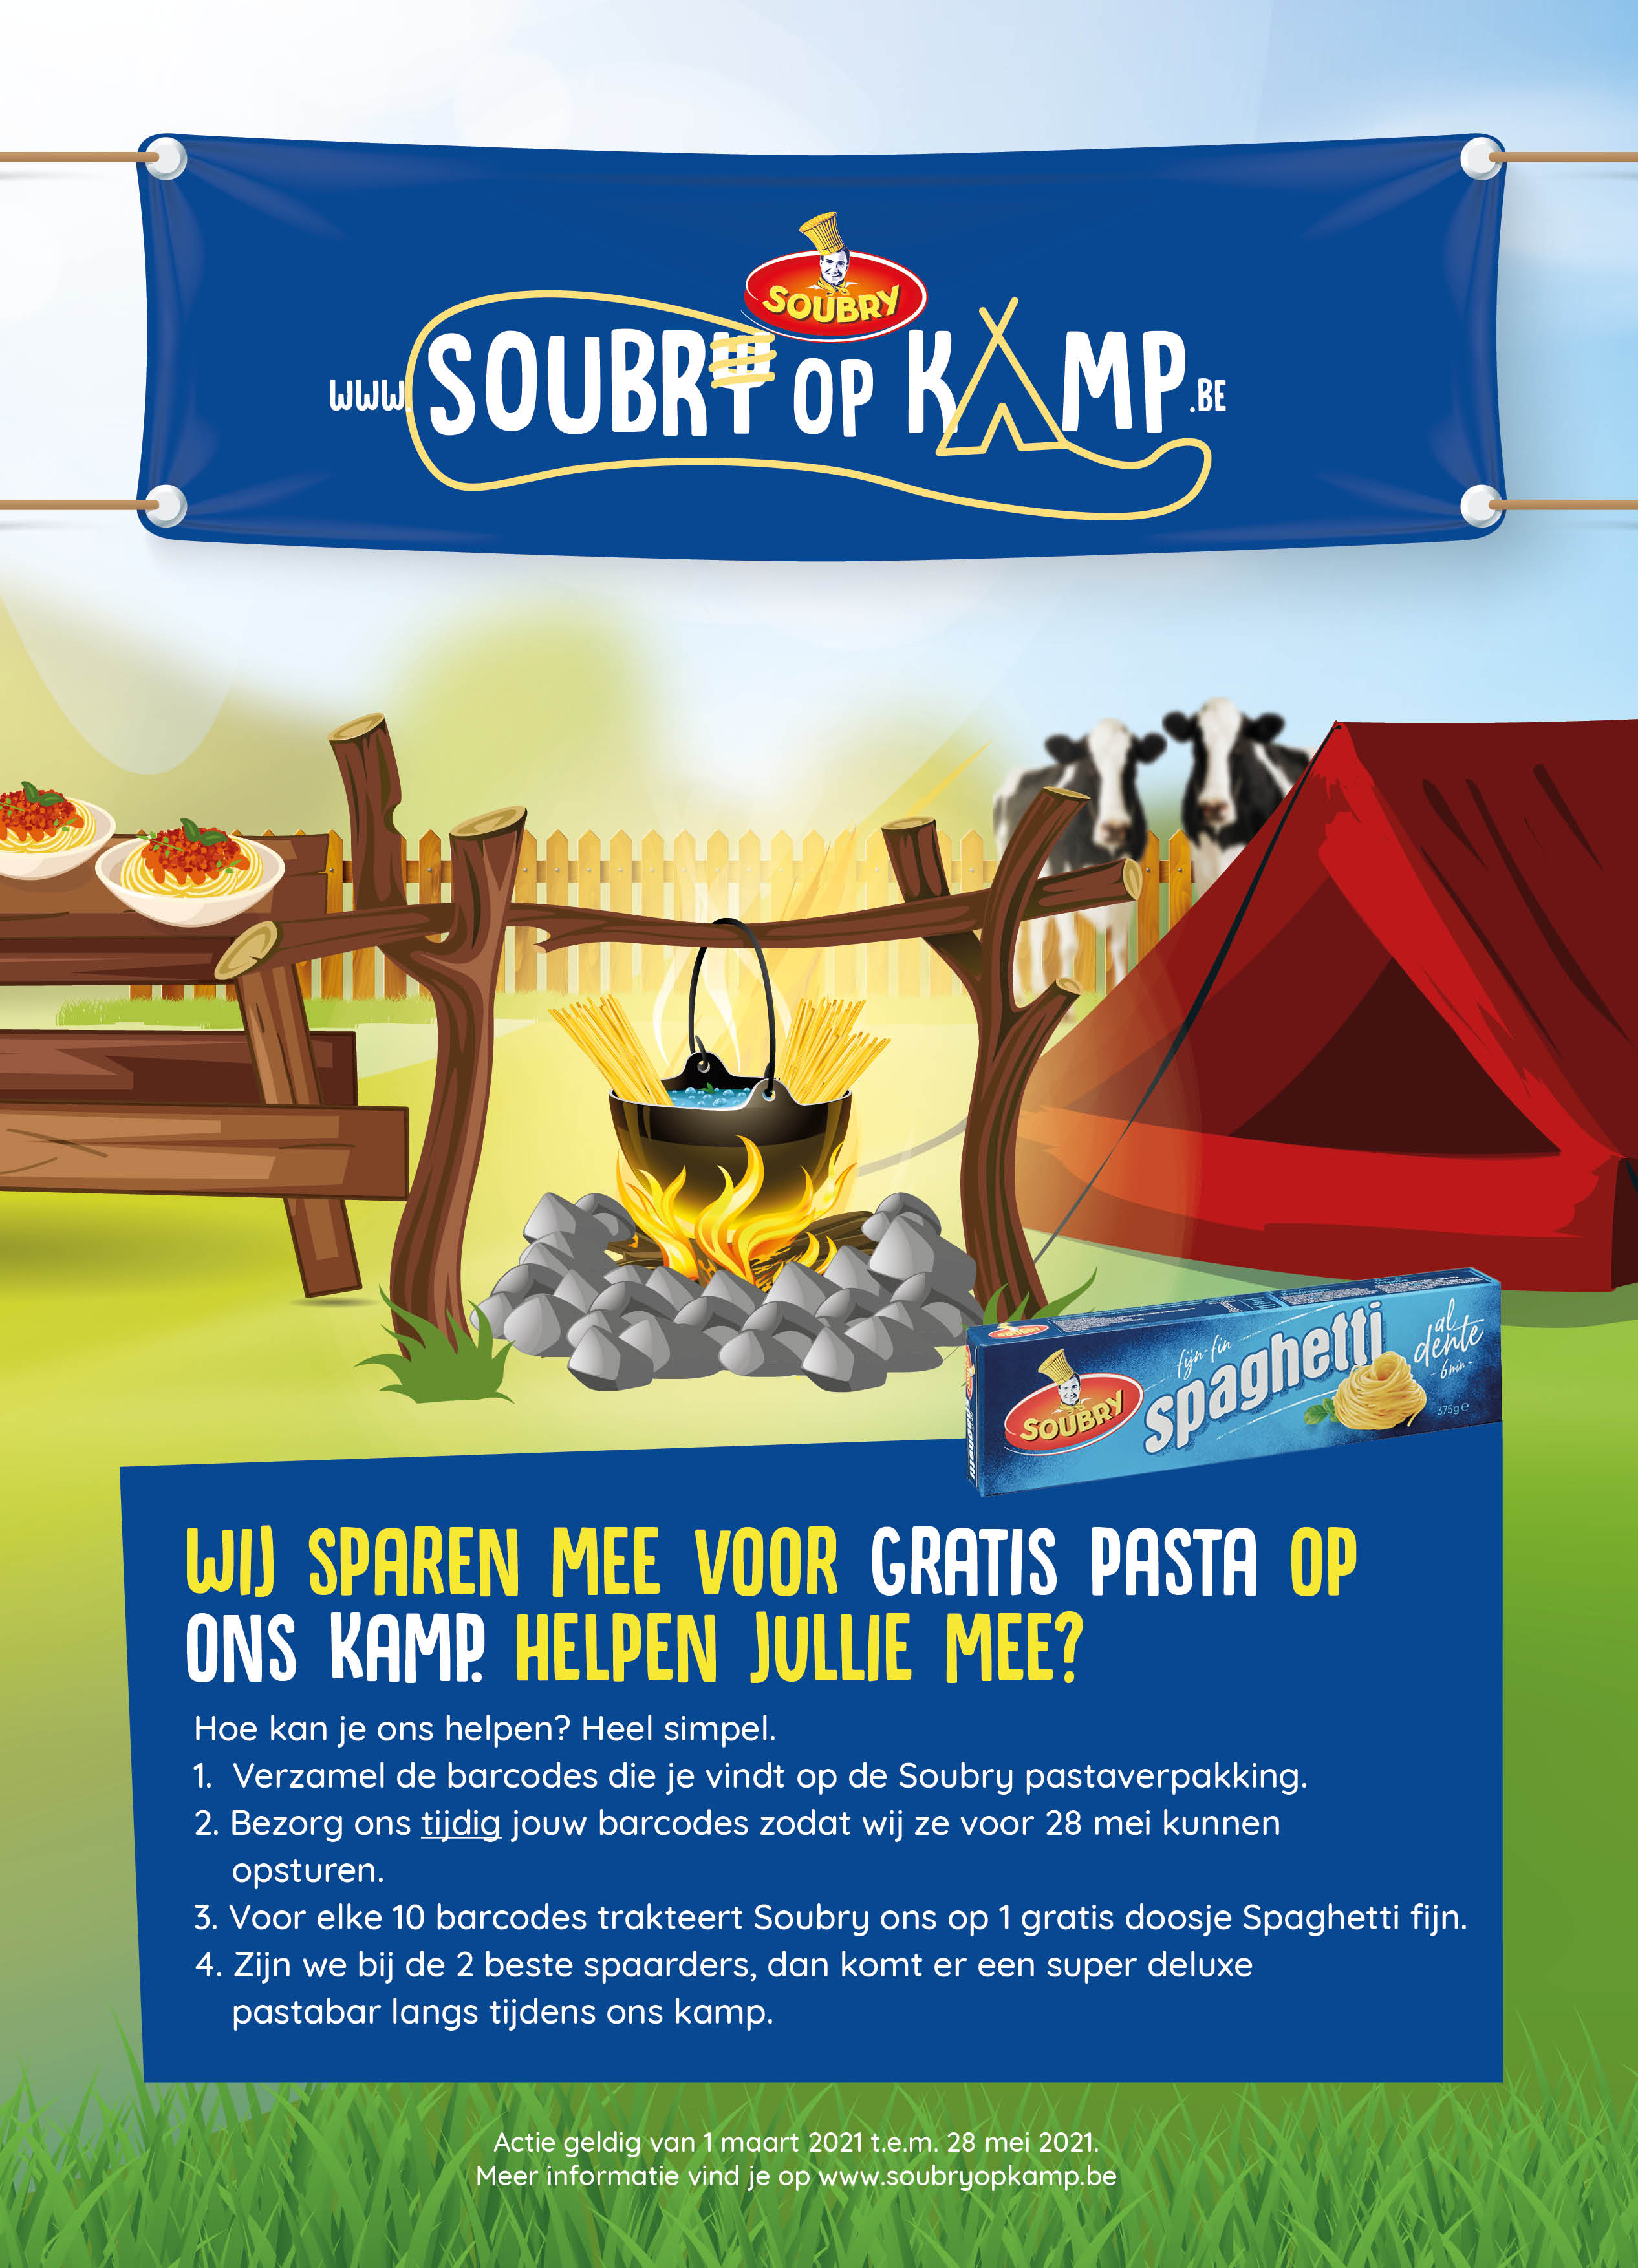 SOUBRY
www.SOUBRY OP KAMP.BE
SOUBRY
SOUBRY
fijn-fin
spaghetti
al
dente
- 6 min -
375g e
spaghetti
WIJ SPAREN MEE VOOR GRATIS PASTA OP
ONS KAMP. HELPEN JULLIE MEE?
Hoe kan je ons helpen? Heel simpel.
1. Verzamel de barcodes die je vindt op de Soubry pastaverpakking.
2. Bezorg ons tijdig jouw barcodes zodat wij ze voor 28 mei kunnen
opsturen.
3. Voor elke 10 barcodes trakteert Soubry ons op 1 gratis doosje Spaghetti fijn.
4. Zijn we bij de 2 beste spaarders, dan komt er een super deluxe
pastabar langs tijdens ons kamp.
Actie geldig van 1 maart 2021 t.e.m. 28 mei 2021.
Meer informatie vind je op www.soubryopkamp.be